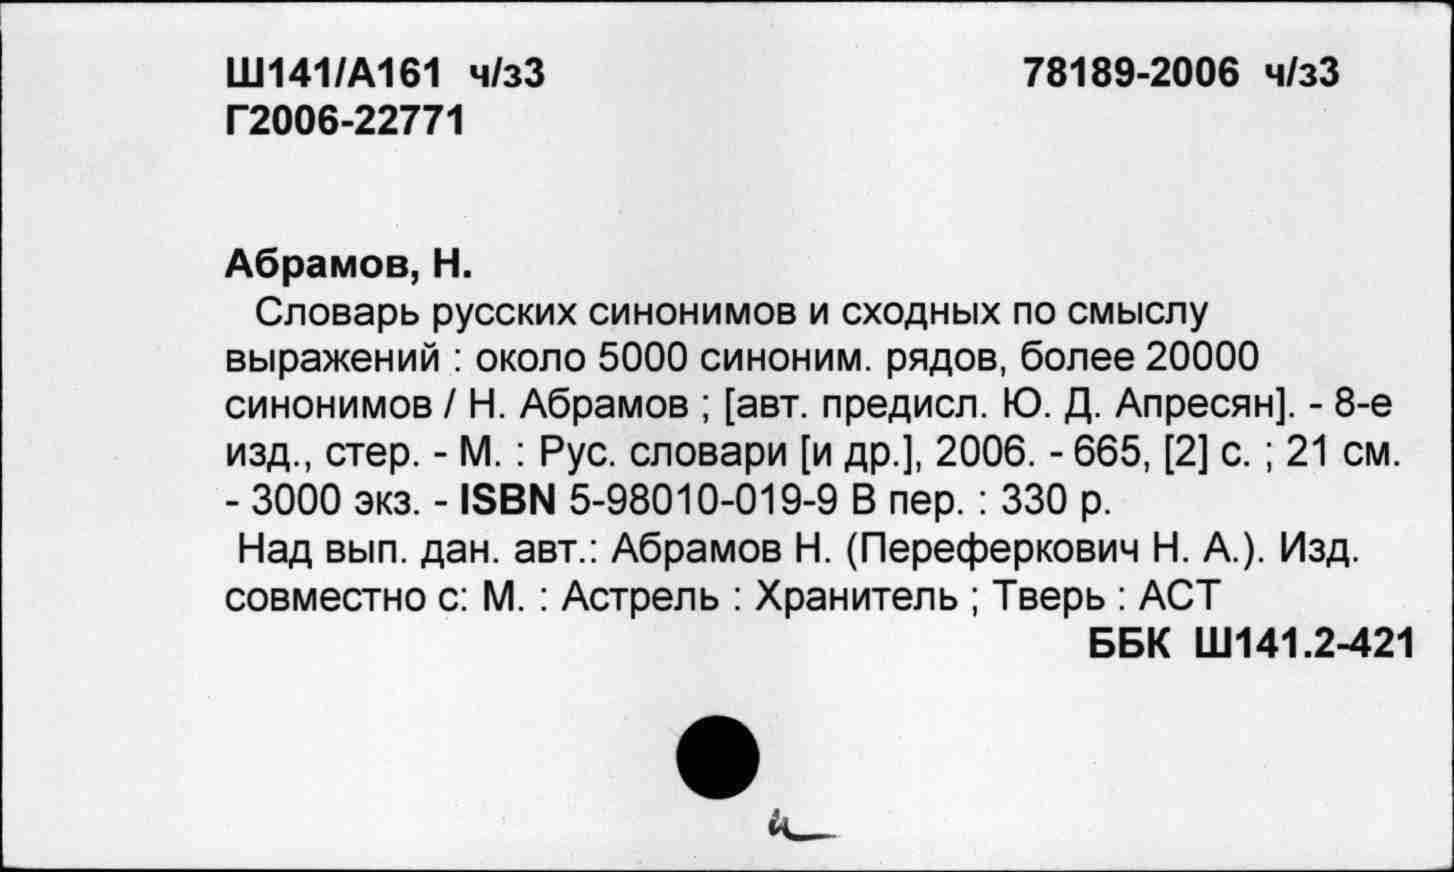 Ш141/А161 ч/з3 78189-2006 ч/з3
Г2006-22771
Абрамов, Н.
Словарь русских синонимов и сходных по смыслу
выражений : около 5000 синоним. рядов, более 20000
синонимов / Н. Абрамов ; [авт. предисл. Ю. Д. Апресян]. - 8-е
изд., стер. - М. : Рус. словари [и др.], 2006. - 665, [2] с. ; 21 см.
- 3000 экз. - ISBN 5-98010-019-9 В пер. : 330 р.
Над вып. дан. авт.: Абрамов Н. (Переферкович Н. А.). Изд.
совместно с: М. : Астрель : Хранитель ; Тверь : АСТ
ББК Ш141.2-421